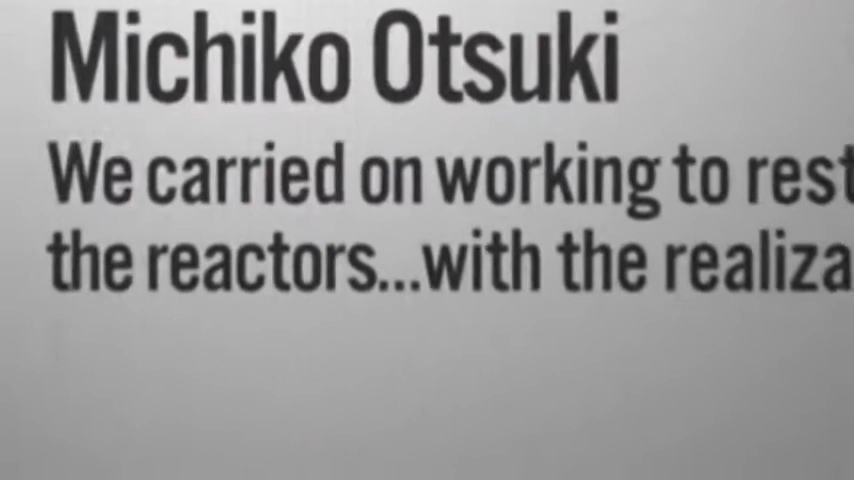 Michiko Otsuki
We carried on working to rest
the reactors...with the realiza